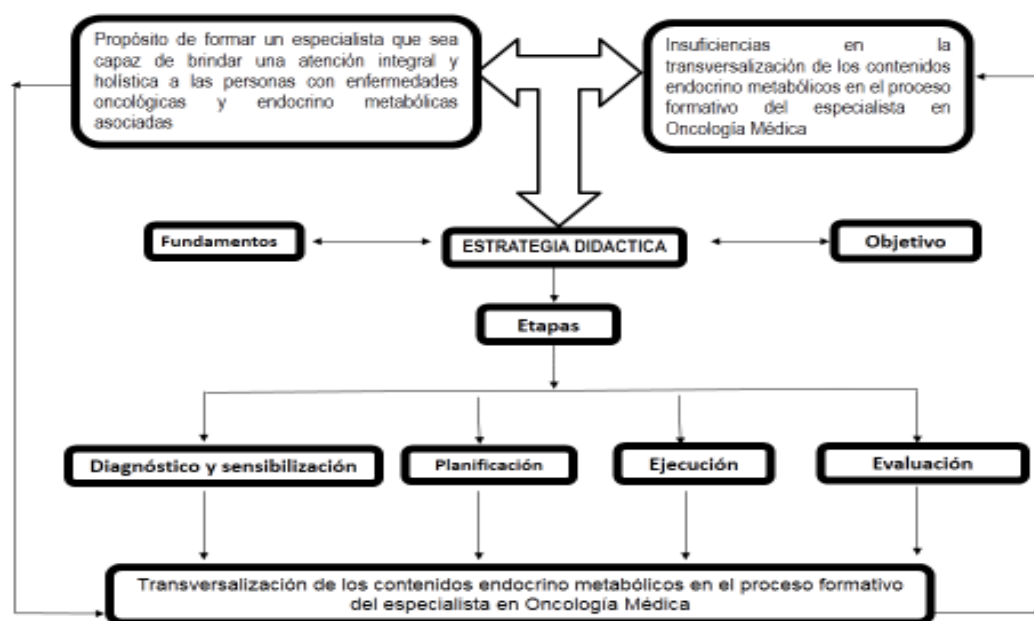 Propósito de formar un especialista que sea
capaz de brindar una atención integral y
holística a las personas con enfermedades
oncológicas y endocrino metabólicas
asociadas
Insuficiencias en la
transversalización de los contenidos
endocrino metabólicos en el proceso
formativo del especialista en
Oncología Médica
Fundamentos
ESTRATEGIA DIDACTICA
Objetivo
Etapas
Diagnóstico y sensibilización
Planificación
Ejecución
Evaluación
Transversalización de los contenidos endocrino metabólicos en el proceso formativo
del especialista en Oncología Médica